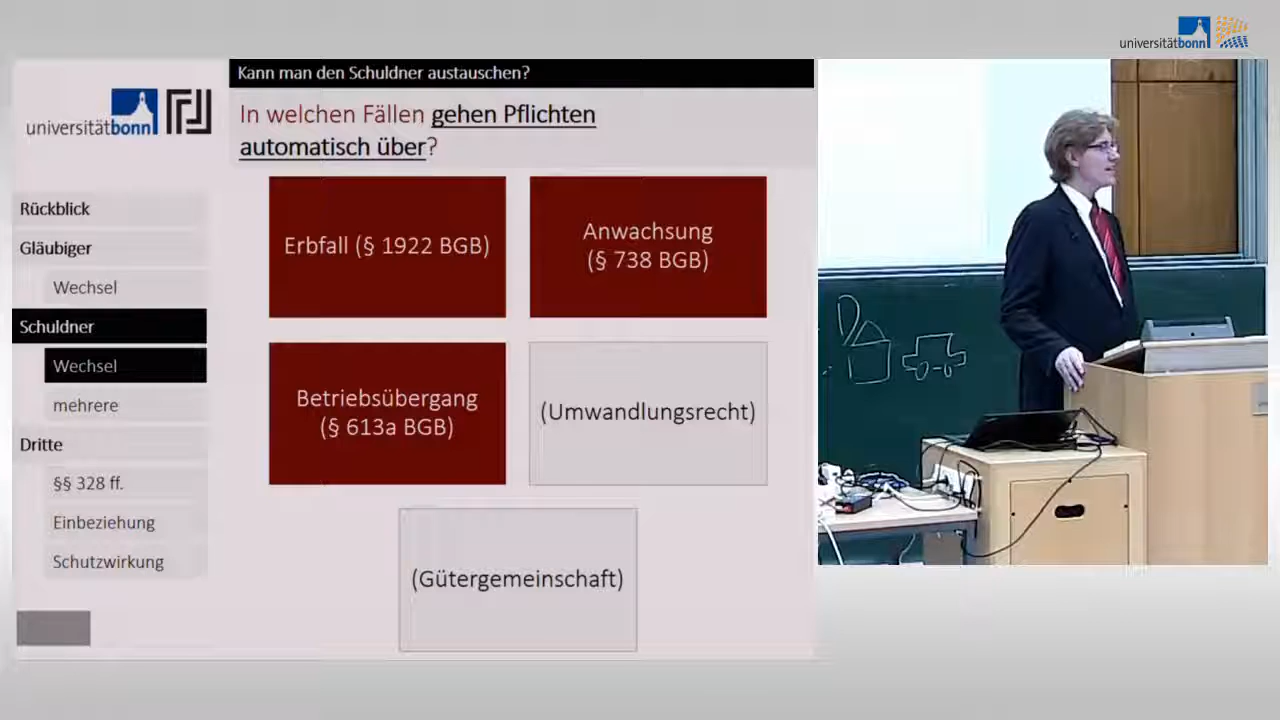 universitätbonn
Kann man den Schuldner austauschen?
universitätbonn
In welchen Fällen gehen Pflichten
automatisch über?
Rückblick
Gläubiger
Wechsel
Schuldner
Wechsel
mehrere
Dritte
§§ 328 ff.
Einbeziehung
Schutzwirkung
Erbfall (§ 1922 BGB)
Anwachsung
(§ 738 BGB)
Betriebsübergang
(§ 613a BGB)
(Umwandlungsrecht)
(Gütergemeinschaft)